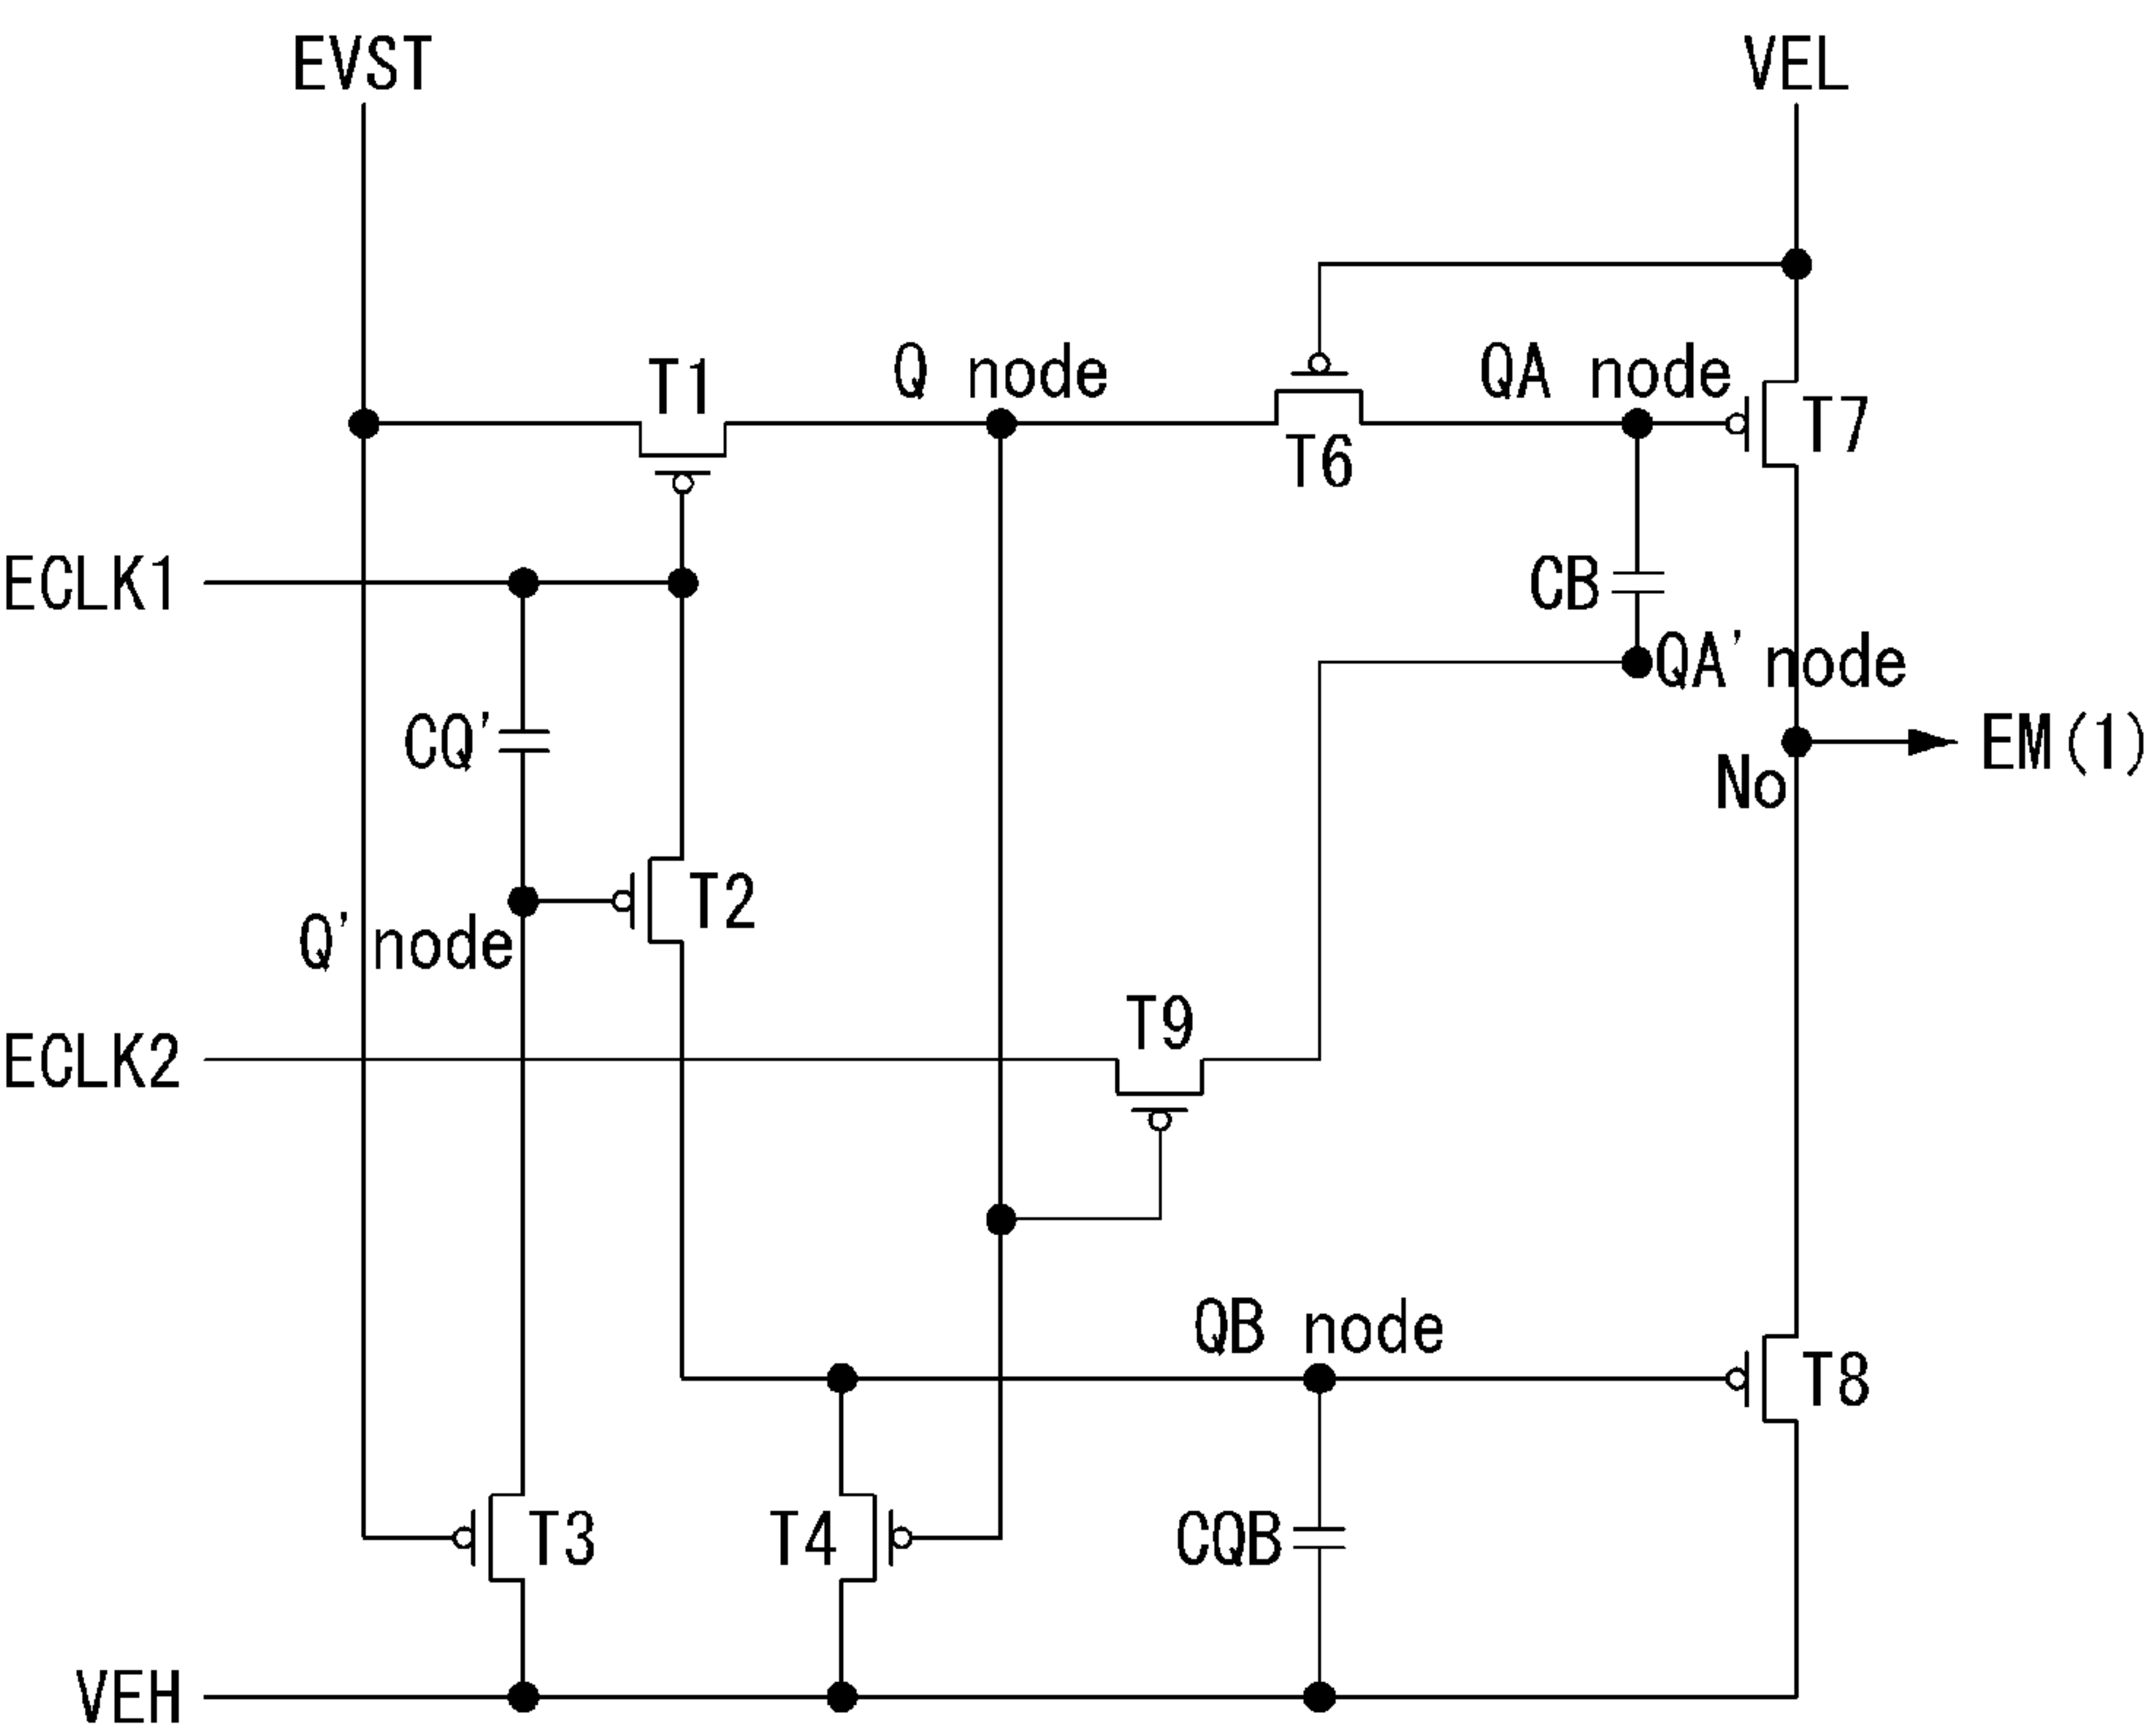 EVST
VEL
T1
Q node
QA node
T7
T6
ECLK1
CB
QA' node
CQ'
EM(1)
No
T2
Q' node
T9
ECLK2
QB node
T8
T3
T4
CQB
VEH